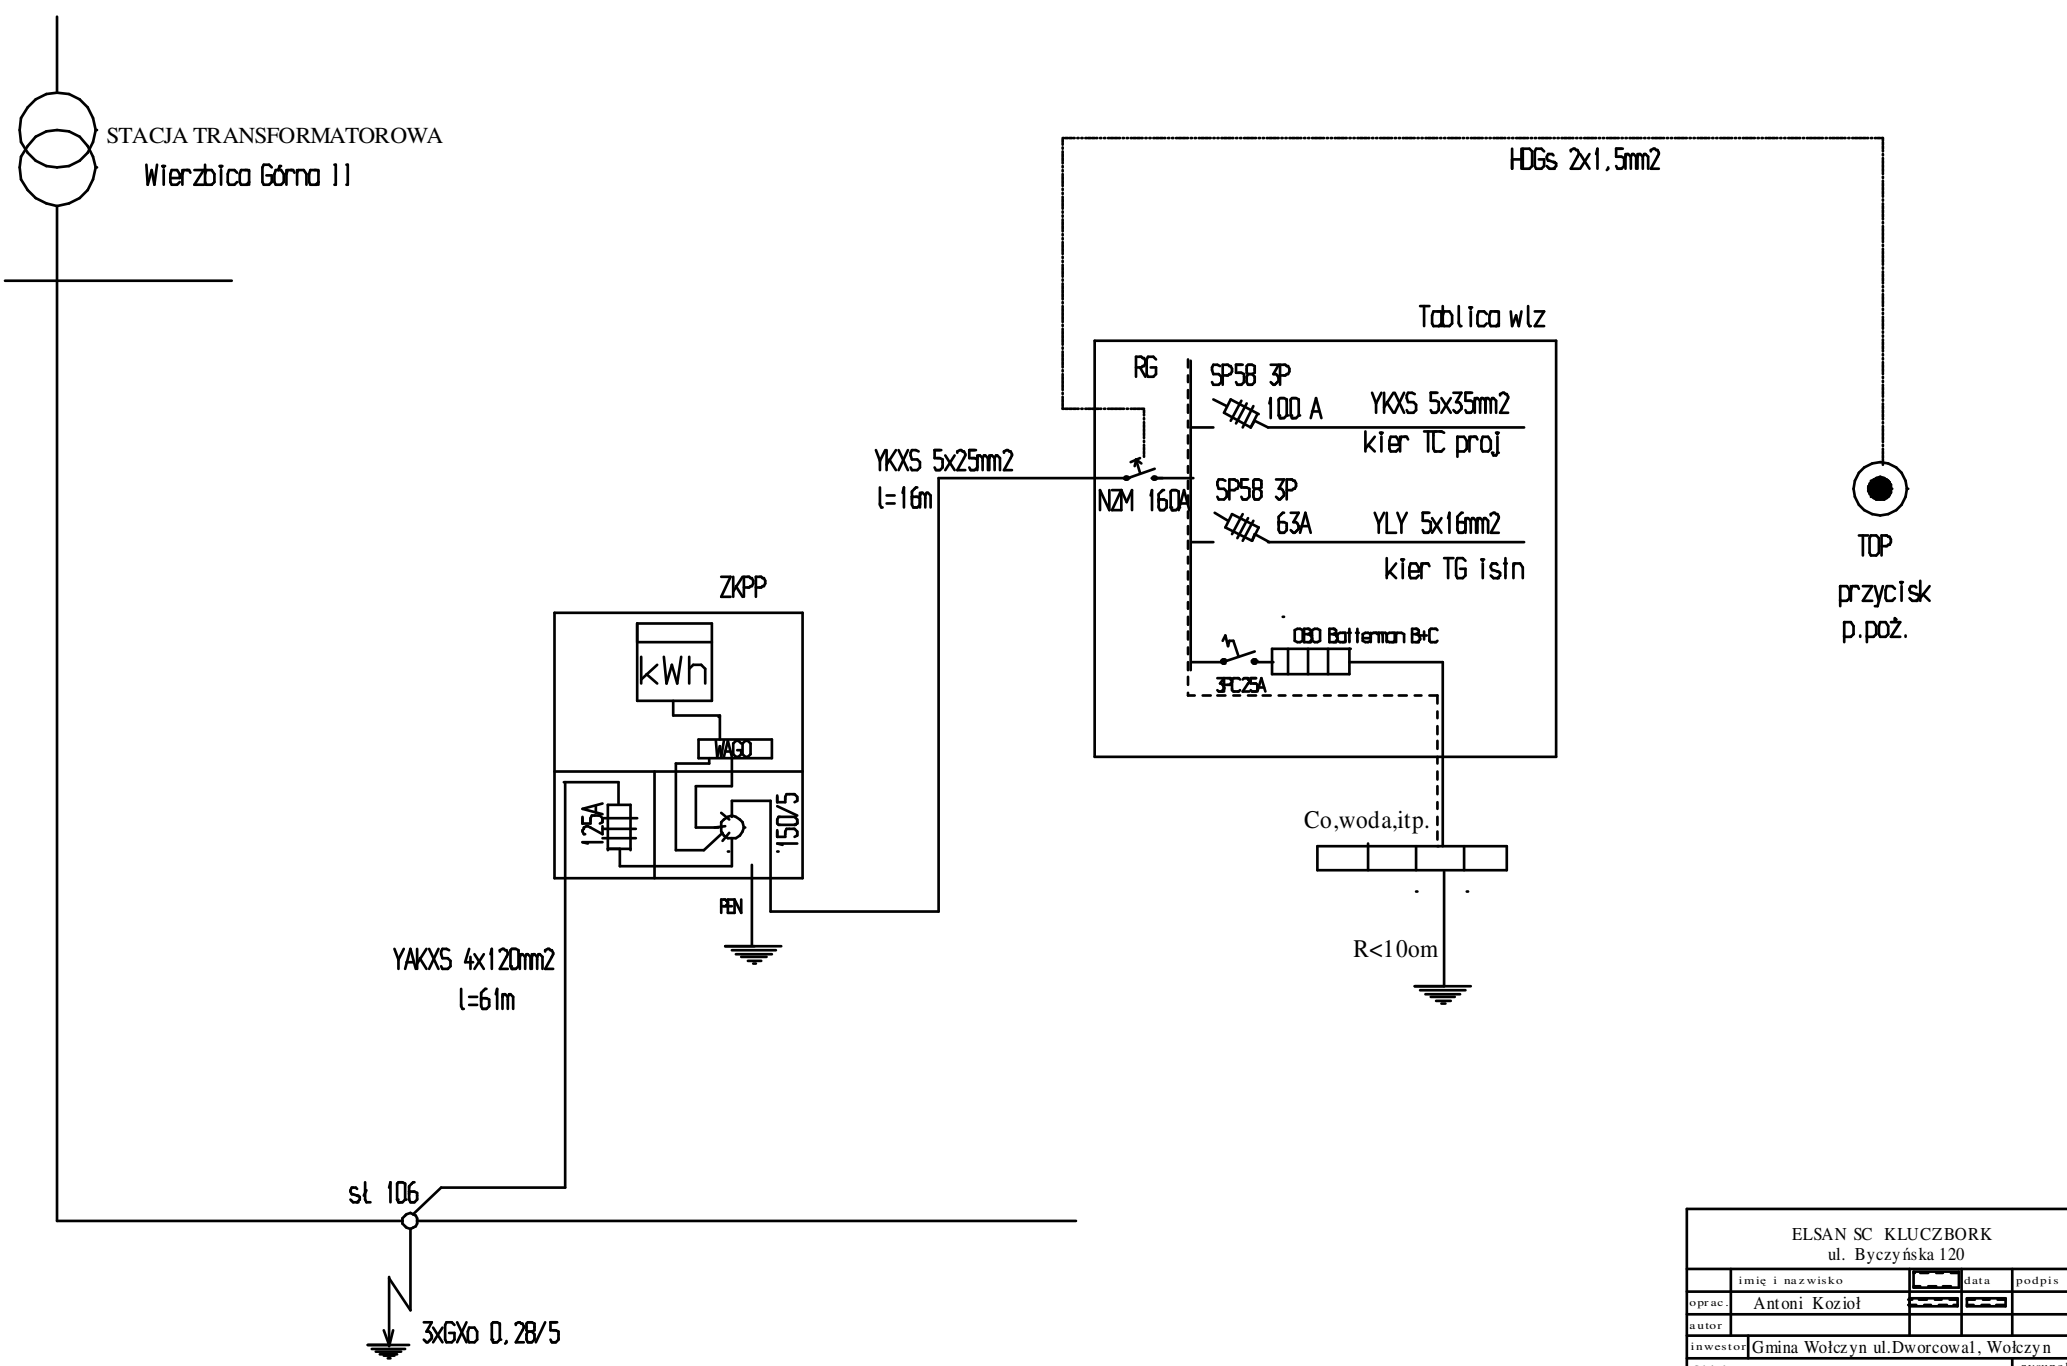 STACJA TRANSFORMATOROWA
Wierzbica Górna II
HDGs 2x1,5mm2
Tablica wlz
RG
SP58 3P
100 A
YKXS 5x35mm2
kier TC proj
YKXS 5x25mm2
l=16m
NZM 160A
SP58 3P
63A
YLY 5x16mm2
kier TG istn
TOP
przycisk
p.poż.
ZKPP
OBO Batterman B+C
3PC25A
kWh
WAGO
125A
150/5
Co,woda,itp.
PEN
R<10om
YAKXS 4x120mm2
l=61m
sł 106
3xGXo 0,28/5
ELSAN SC KLUCZBORK
ul. Byczyńska 120
imię i nazwisko data podpis
oprac. Antoni Kozioł
autor
inwestor Gmina Wołczyn ul.Dworcowa1, Wołczyn